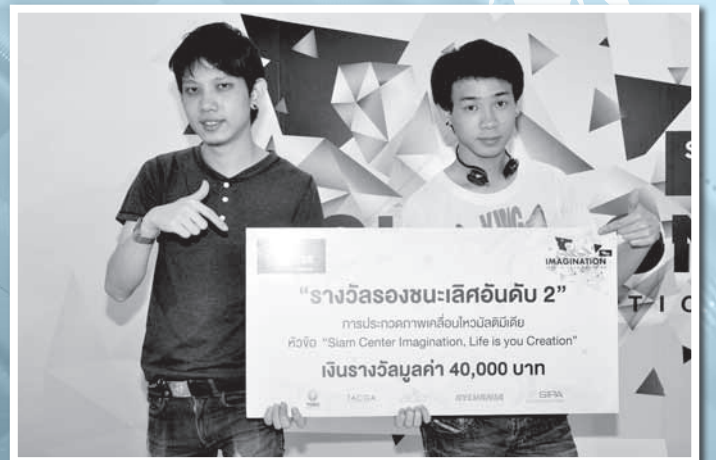 IMAGINATION
"รางวัลรองชนะเลิศอันดับ 2"
การประกวดภาพเคลื่อนไหวมัลติมีเดีย
หัวข้อ "Siam Center Imagination, Life is you Creation"
เงินรางวัลมูลค่า 40,000 บาท
TACGA
SIPA